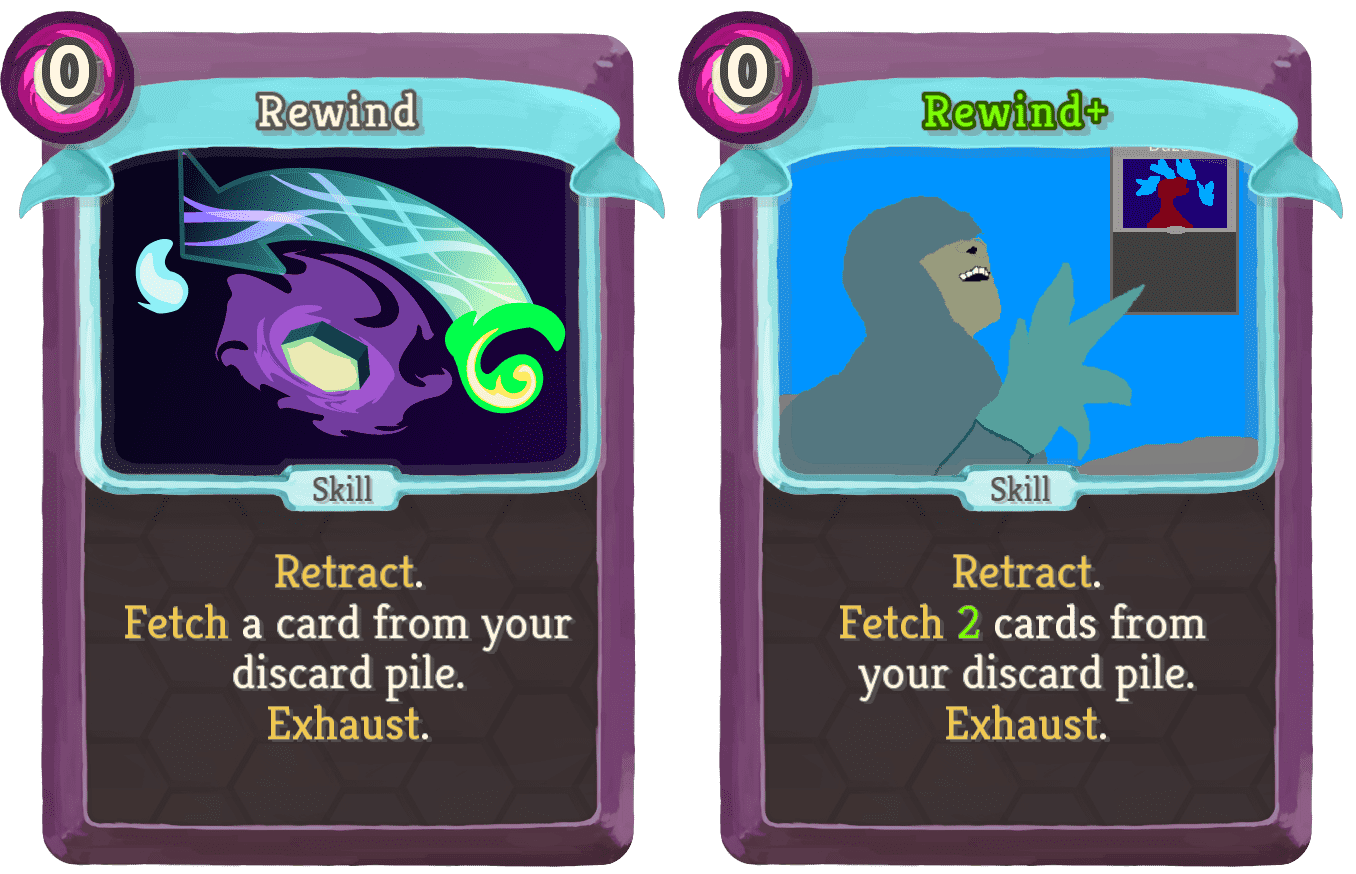 0
Rewind
Skill
Retract.
Fetch a card from your
discard pile.
Exhaust.
0
Rewind+
Skill
Retract.
Fetch 2 cards from
your discard pile.
Exhaust.